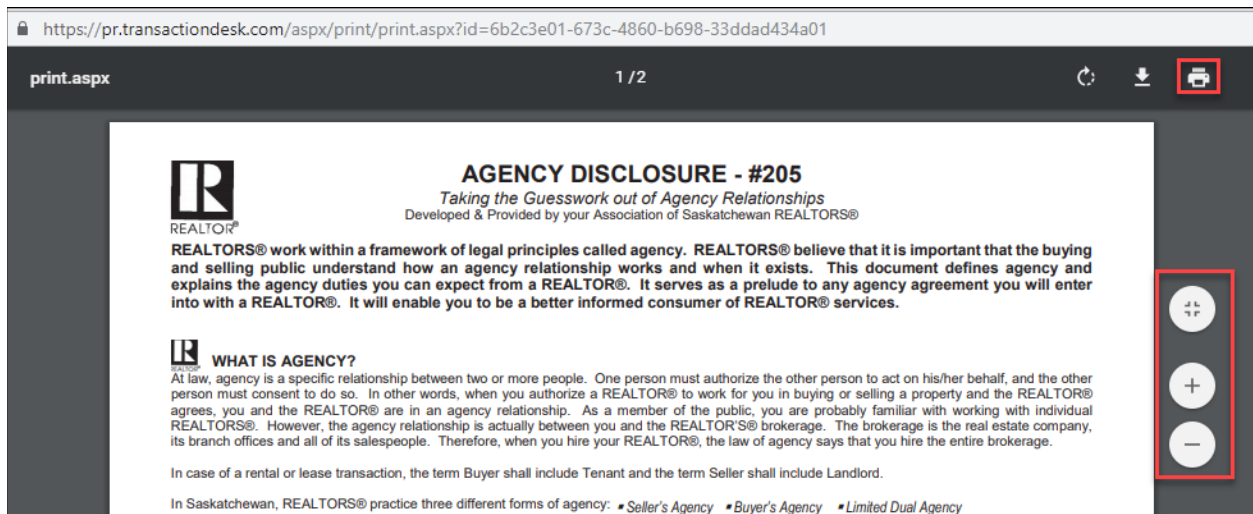 https://pr.transactiondesk.com/aspx/print/print.aspx?id=6b2c3e01-673c-4860-b698-33ddad434a01
print.aspx 1 / 2
AGENCY DISCLOSURE - #205
Taking the Guesswork out of Agency Relationships
Developed & Provided by your Association of Saskatchewan REALTORS®
R
REALTOR®
REALTORS® work within a framework of legal principles called agency. REALTORS® believe that it is important that the buying
and selling public understand how an agency relationship works and when it exists. This document defines agency and
explains the agency duties you can expect from a REALTOR®. It serves as a prelude to any agency agreement you will enter
into with a REALTOR®. It will enable you to be a better informed consumer of REALTOR® services.
R
REALTOR®
WHAT IS AGENCY?
At law, agency is a specific relationship between two or more people. One person must authorize the other person to act on his/her behalf, and the other
person must consent to do so. In other words, when you authorize a REALTOR® to work for you in buying or selling a property and the REALTOR®
agrees, you and the REALTOR® are in an agency relationship. As a member of the public, you are probably familiar with working with individual
REALTORS®. However, the agency relationship is actually between you and the REALTOR'S® brokerage. The brokerage is the real estate company,
its branch offices and all of its salespeople. Therefore, when you hire your REALTOR®, the law of agency says that you hire the entire brokerage.
In case of a rental or lease transaction, the term Buyer shall include Tenant and the term Seller shall include Landlord.
In Saskatchewan, REALTORS® practice three different forms of agency: ▪ Seller's Agency ▪ Buyer's Agency ▪ Limited Dual Agency